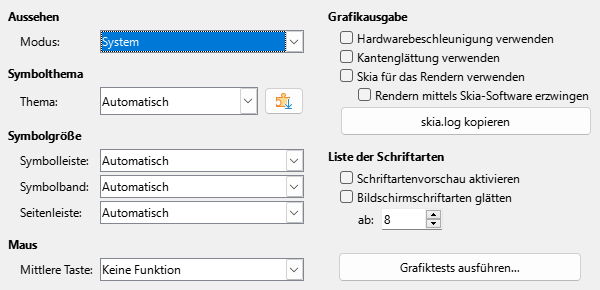 Aussehen
Modus: System
Symbolthema
Thema: Automatisch
Symbolgröße
Symbolleiste: Automatisch
Symbolband: Automatisch
Seitenleiste: Automatisch
Maus
Mittlere Taste: Keine Funktion
Grafikausgabe
Hardwarebeschleunigung verwenden
Kantenglättung verwenden
Skia für das Rendern verwenden
Rendern mittels Skia-Software erzwingen
skia.log kopieren
Liste der Schriftarten
Schriftartenvorschau aktivieren
Bildschirmschriftarten glätten
ab: 8
Grafiktests ausführen...